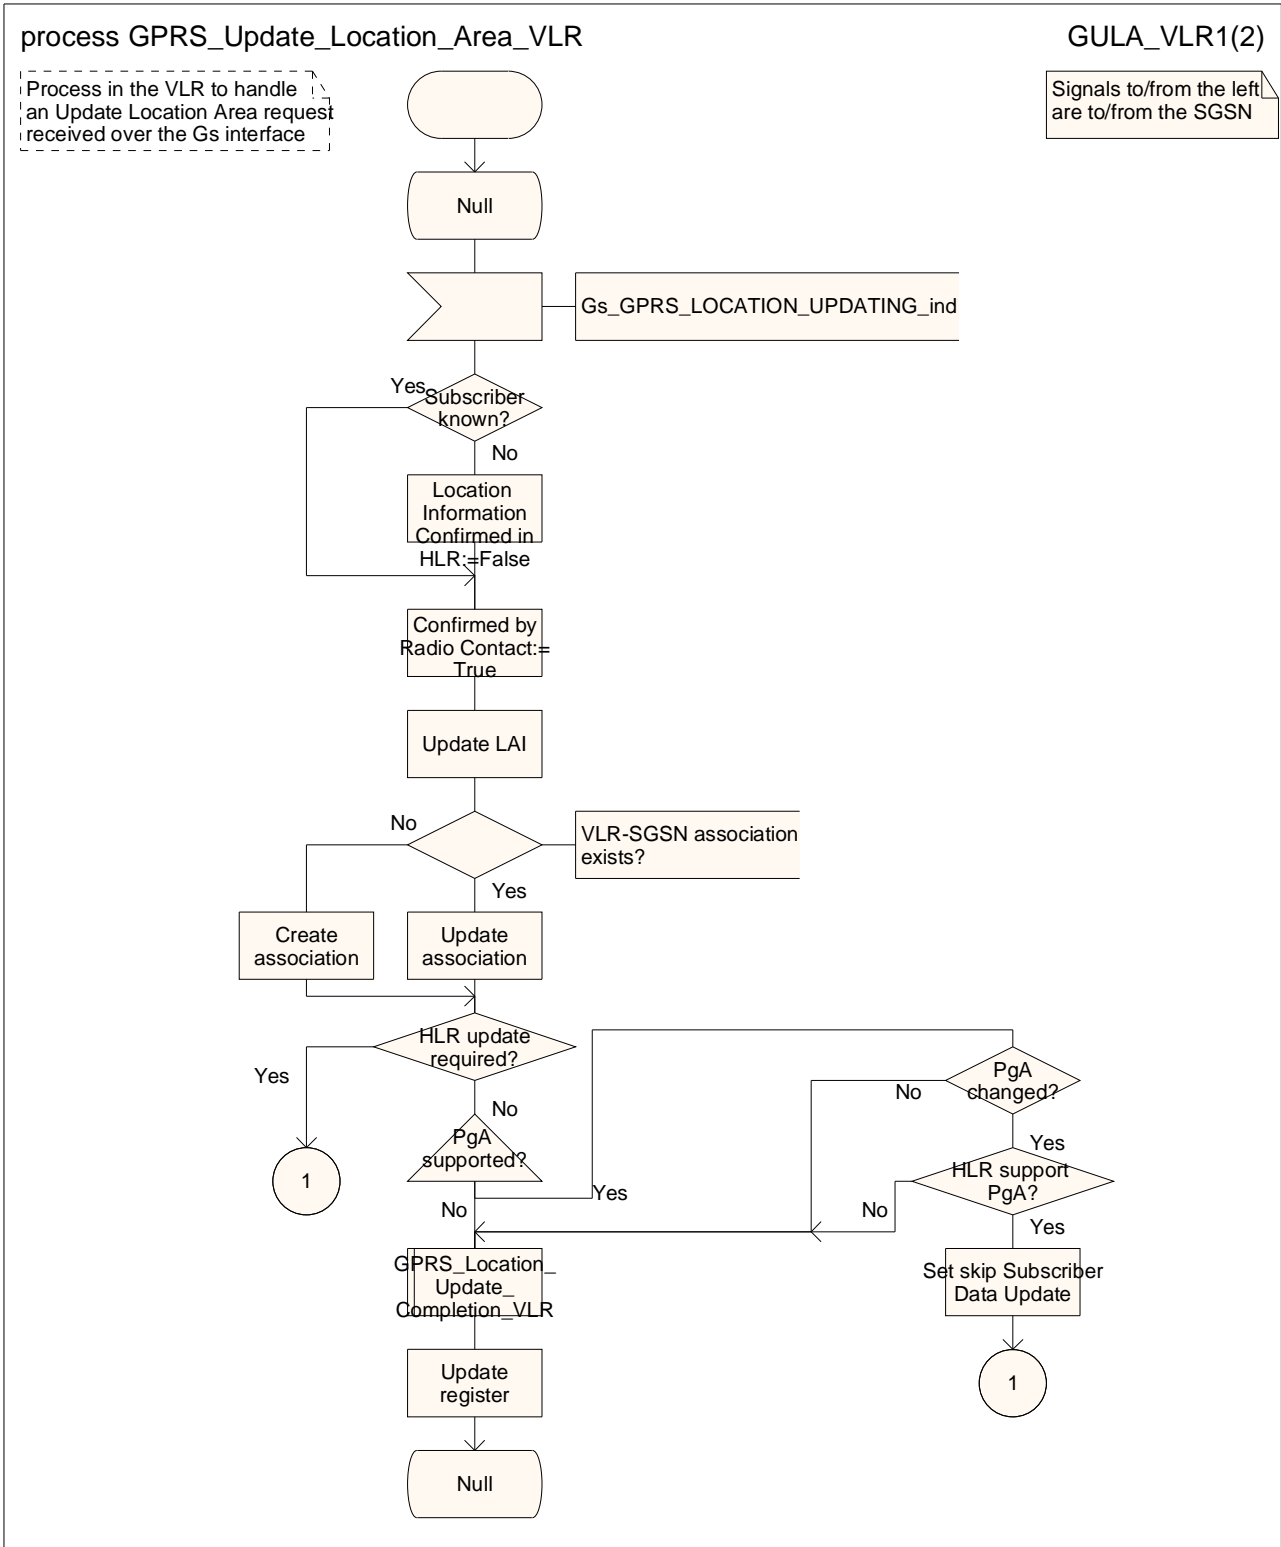 process GPRS_Update_Location_Area_VLR
GULA_VLR1(2)
Process in the VLR to handle
an Update Location Area request
received over the Gs interface
Signals to/from the left
are to/from the SGSN
Null
Gs_GPRS_LOCATION_UPDATING_ind
Yes
Subscriber
known?
No
Location
Information
Confirmed in
HLR:=False
Confirmed by
Radio Contact:=
True
Update LAI
No
VLR-SGSN association
exists?
Yes
Create
association
Update
association
HLR update
required?
Yes
No
PgA
changed?
No
Yes
PgA
supported?
1
HLR support
PgA?
Yes
No
No
Yes
GPRS_Location_
Update_
Completion_VLR
Set skip Subscriber
Data Update
Update
register
1
Null